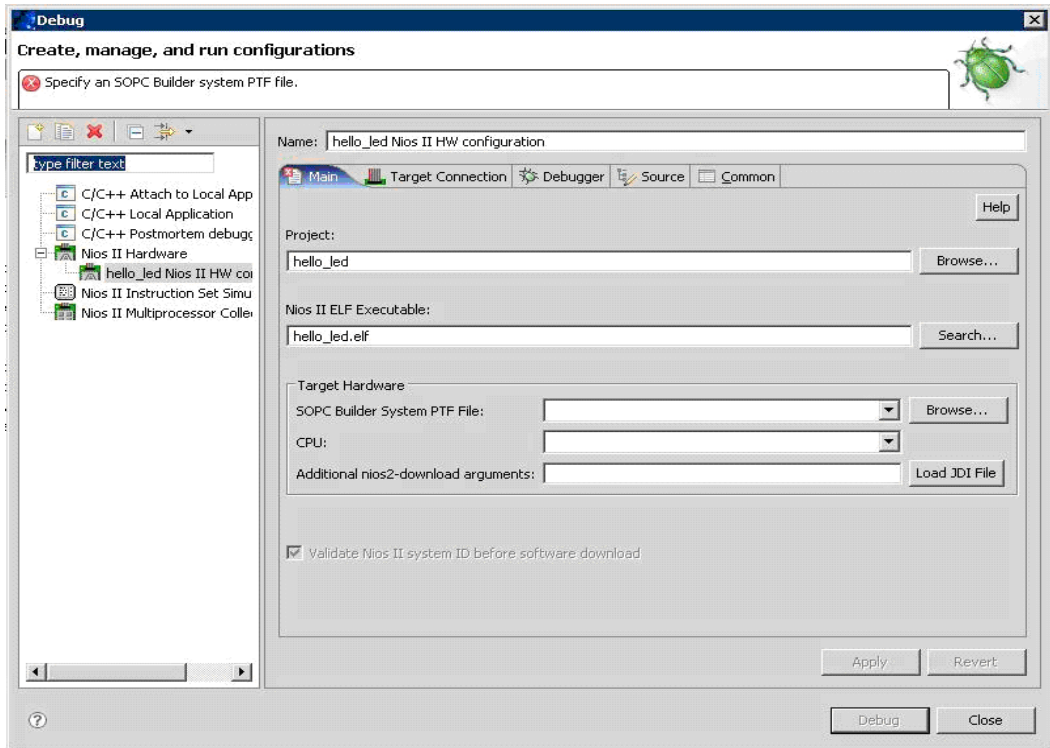 Debug
Create, manage, and run configurations
Specify an SOPC Builder system PTF file.
type filter text
C/C++ Attach to Local App
C/C++ Local Application
C/C++ Postmortem debugg
Nios II Hardware
hello_led Nios II HW co
Nios II Instruction Set Simu
Nios II Multiprocessor Colle
Name: hello_led Nios II HW configuration
Main Target Connection Debugger Source Common
Help
Project:
hello_led Browse...
Nios II ELF Executable:
hello_led.elf Search...
Target Hardware
SOPC Builder System PTF File: Browse...
CPU:
Additional nios2-download arguments: Load JDI File
Validate Nios II system ID before software download
Apply Revert
? Debug Close